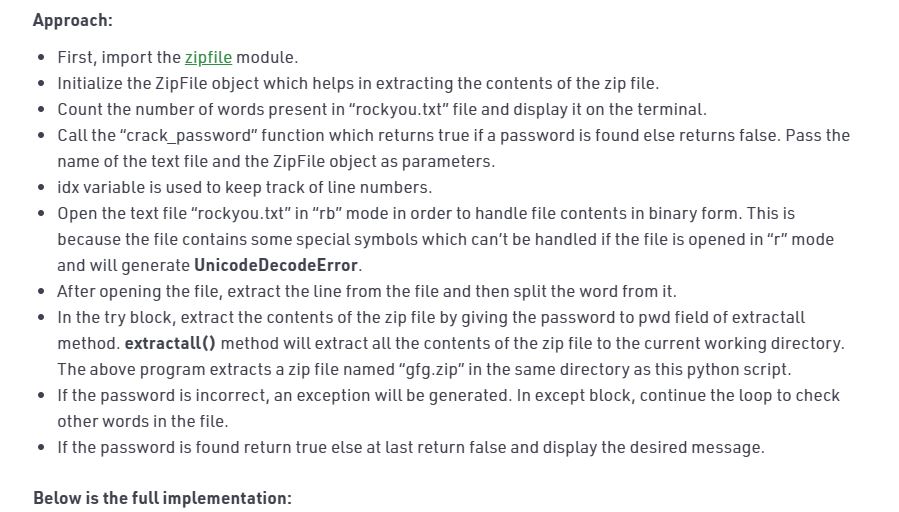 Approach:
• First, import the zipfile module.
• Initialize the ZipFile object which helps in extracting the contents of the zip file.
• Count the number of words present in “rockyou.txt” file and display it on the terminal.
• Call the “crack_password” function which returns true if a password is found else returns false. Pass the
name of the text file and the ZipFile object as parameters.
• idx variable is used to keep track of line numbers.
• Open the text file “rockyou.txt” in “rb” mode in order to handle file contents in binary form. This is
because the file contains some special symbols which can’t be handled if the file is opened in “r” mode
and will generate UnicodeDecodeError.
• After opening the file, extract the line from the file and then split the word from it.
• In the try block, extract the contents of the zip file by giving the password to pwd field of extractall
method. extractall() method will extract all the contents of the zip file to the current working directory.
The above program extracts a zip file named “gfg.zip” in the same directory as this python script.
• If the password is incorrect, an exception will be generated. In except block, continue the loop to check
other words in the file.
• If the password is found return true else at last return false and display the desired message.
Below is the full implementation: